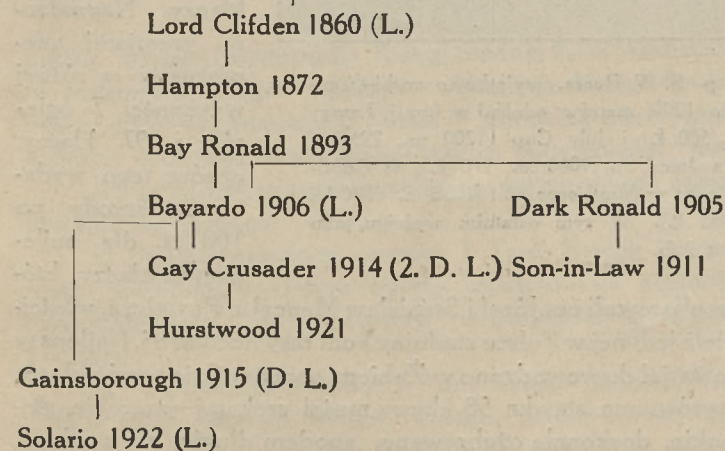 Lord Clifden 1860 (L.)
Hampton 1872
Bay Ronald 1893
Bayardo 1906 (L.) Dark Ronald 1905
Gay Crusader 1914 (2. D. L.) Son-in-Law 1911
Hurstwood 1921
Gainsborough 1915 (D. L.)
Solario 1922 (L.)